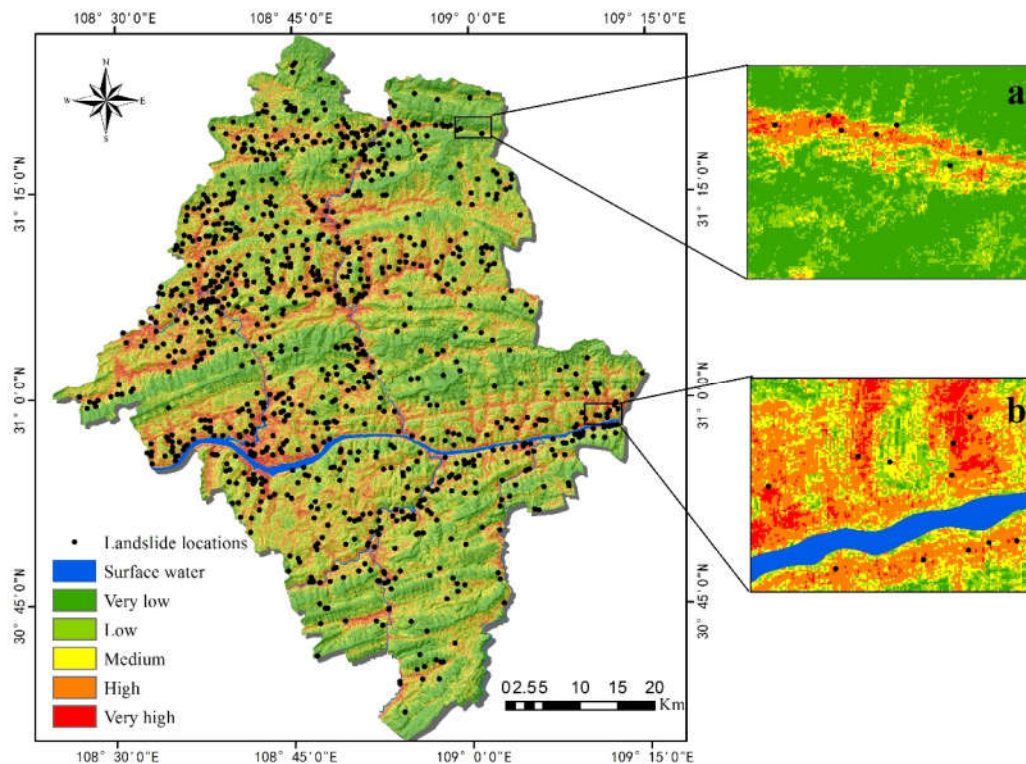 108° 30'0"E 108° 45'0"E 109° 0'0"E 109° 15'0"E
N
W E
S
a
31° 15'0"N
31° 15'0"N
31° 0'0"N
31° 0'0"N
b
Landslide locations
Surface water
Very low
Low
Medium
High
Very high
30° 45'0"N
30° 45'0"N
0 2.5 5 10 15 20
Km
108° 30'0"E 108° 45'0"E 109° 0'0"E 109° 15'0"E